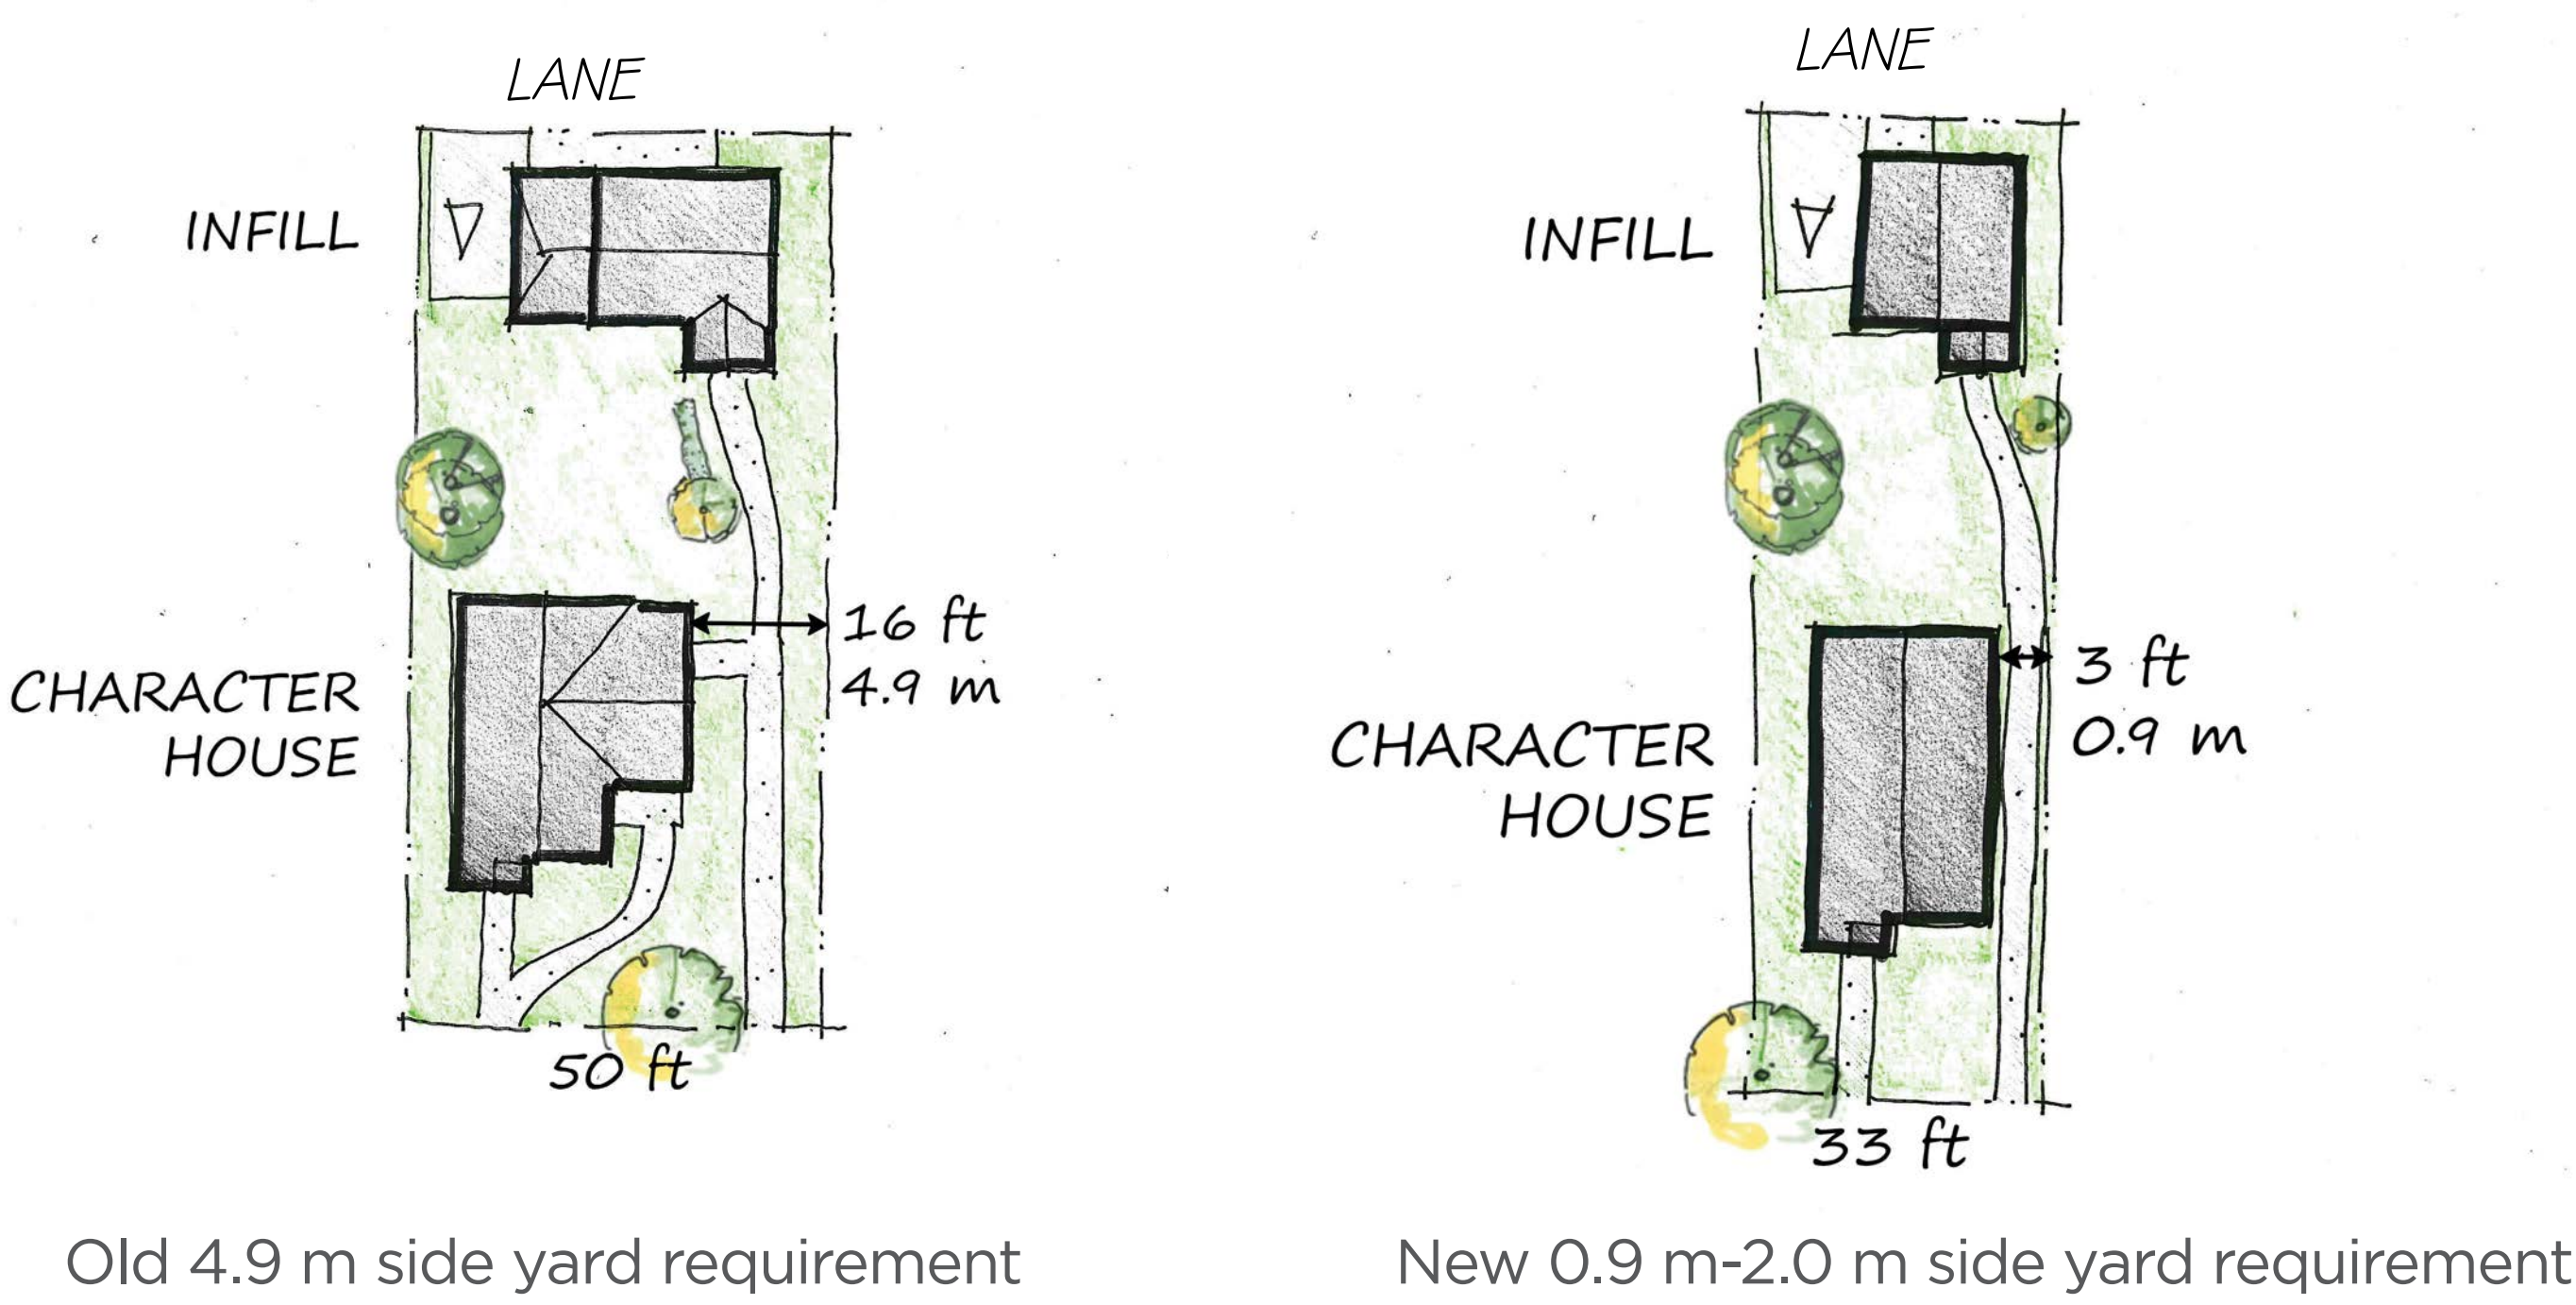 LANE
INFILL
CHARACTER
HOUSE
16 ft
4.9 m
50 ft
Old 4.9 m side yard requirement
LANE
INFILL
CHARACTER
HOUSE
3 ft
0.9 m
33 ft
New 0.9 m-2.0 m side yard requirement